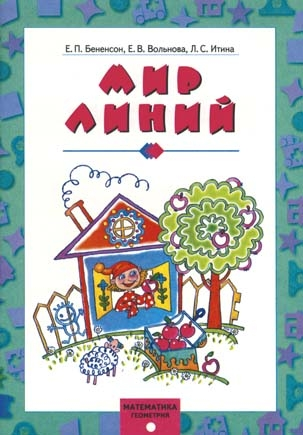 Е. П. Бененсон, Е. В. Вольнова, Л. С. Итина
МИР
ЛИНИЙ
МАТЕМАТИКА
ГЕОМЕТРИЯ